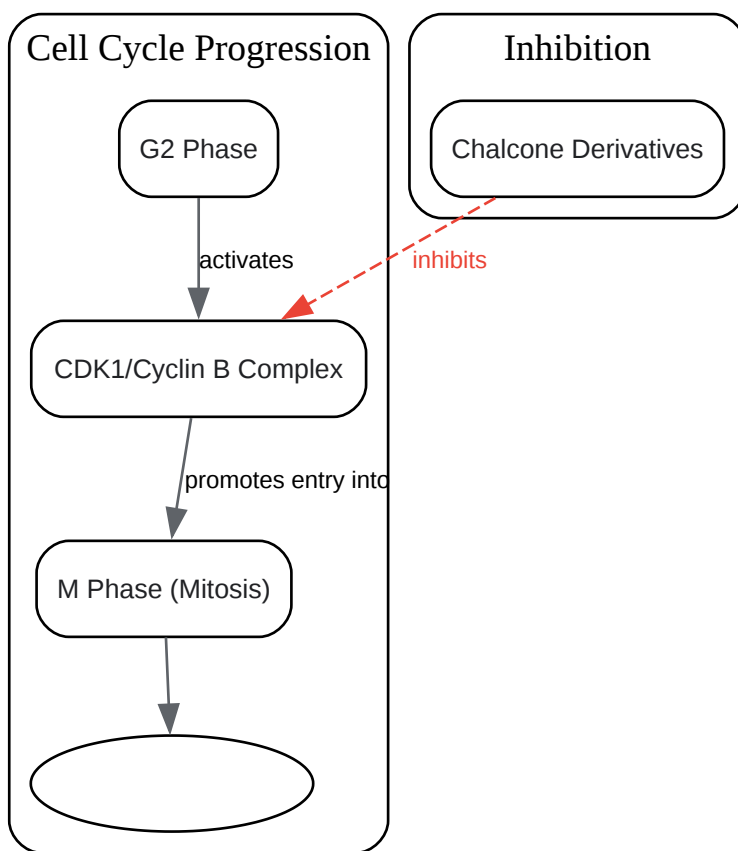 Cell Cycle Progression
Inhibition
G2 Phase
Chalcone Derivatives
activates
inhibits
CDK1/Cyclin B Complex
promotes entry into
M Phase (Mitosis)